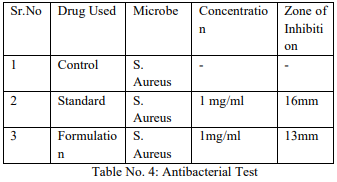 Sr.No Drug Used Microbe Concentratio Zone of
n Inhibiti
on
1 Control S. - -
Aureus
2 Standard S. 1 mg/ml 16mm
Aureus
3 Formulatio S. 1mg/ml 13mm
n Aureus
Table No. 4: Antibacterial Test